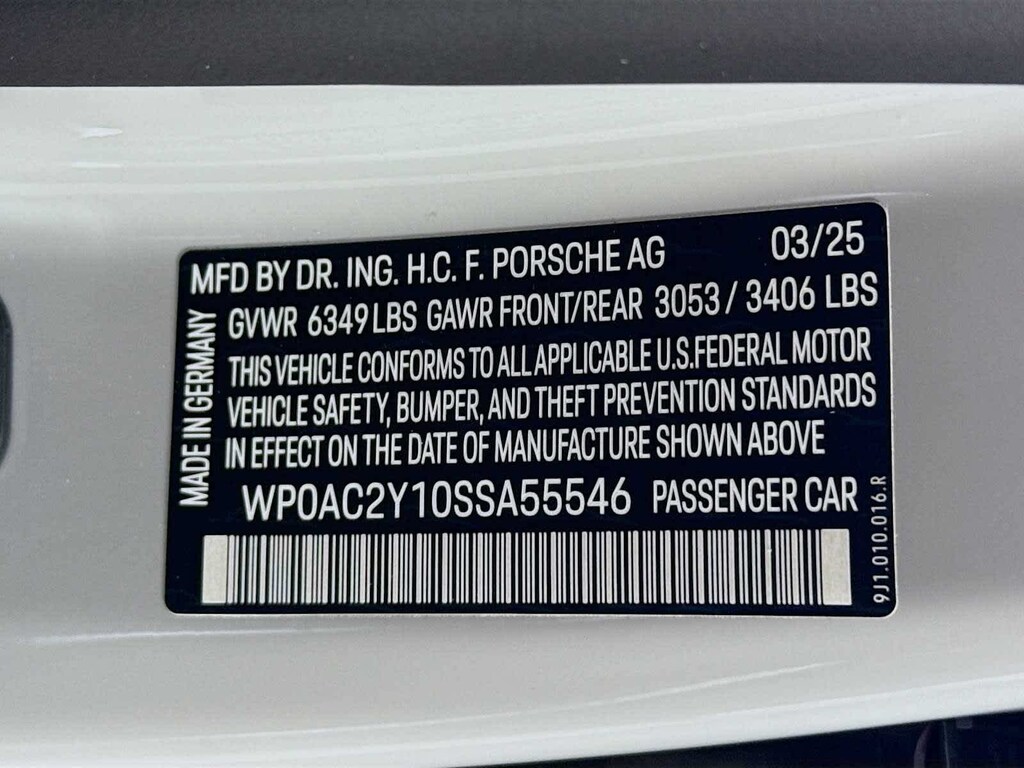 MFD BY DR. ING. H.C. F. PORSCHE AG 03/25
GVWR 6349 LBS GAWR FRONT/REAR 3053 / 3406 LBS
THIS VEHICLE CONFORMS TO ALL APPLICABLE U.S.FEDERAL MOTOR
VEHICLE SAFETY, BUMPER, AND THEFT PREVENTION STANDARDS
IN EFFECT ON THE DATE OF MANUFACTURE SHOWN ABOVE
WP0AC2Y10SSA55546 PASSENGER CAR
MADE IN GERMANY
9J1.010.016.R